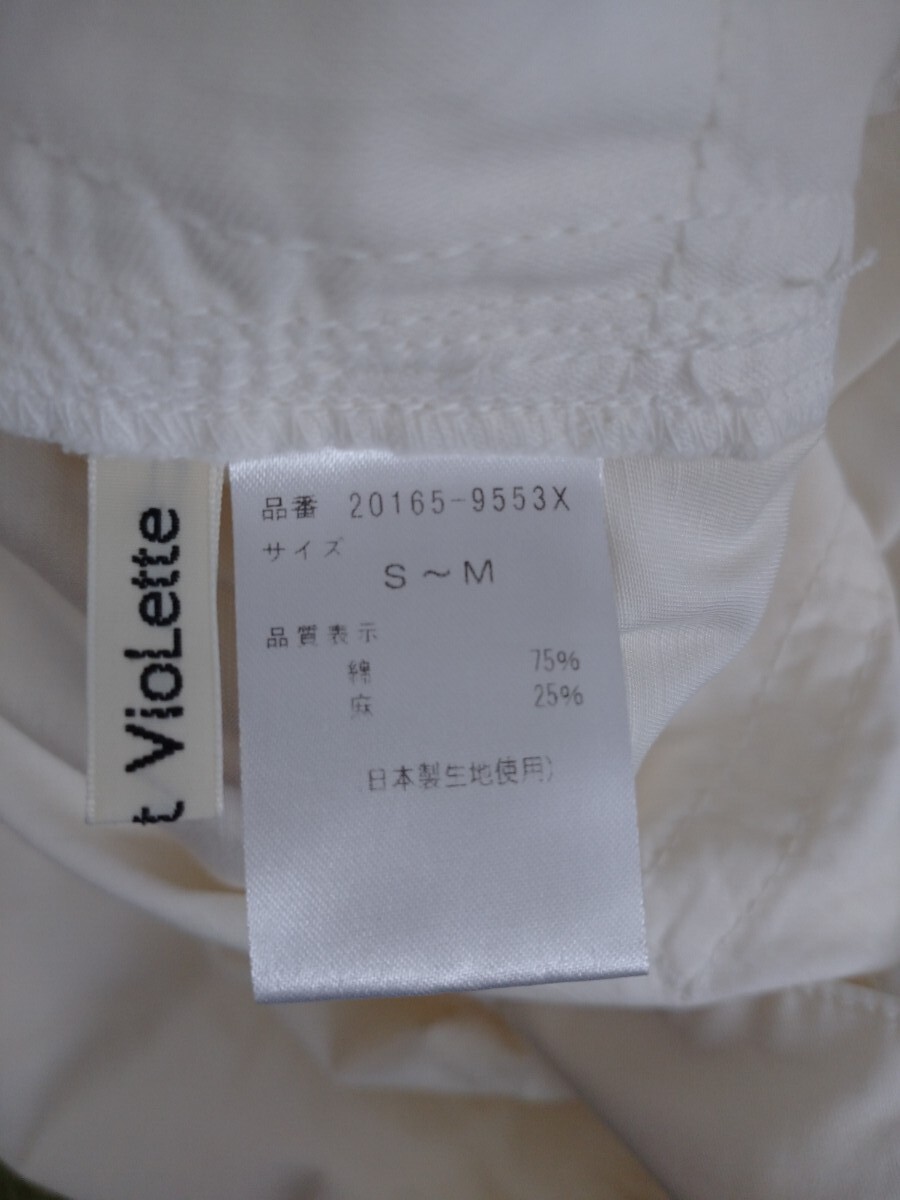 t VioLette
品番 20165-9553X
サイズ
S～M
品質表示
綿 75%
麻 25%
日本製生地使用)